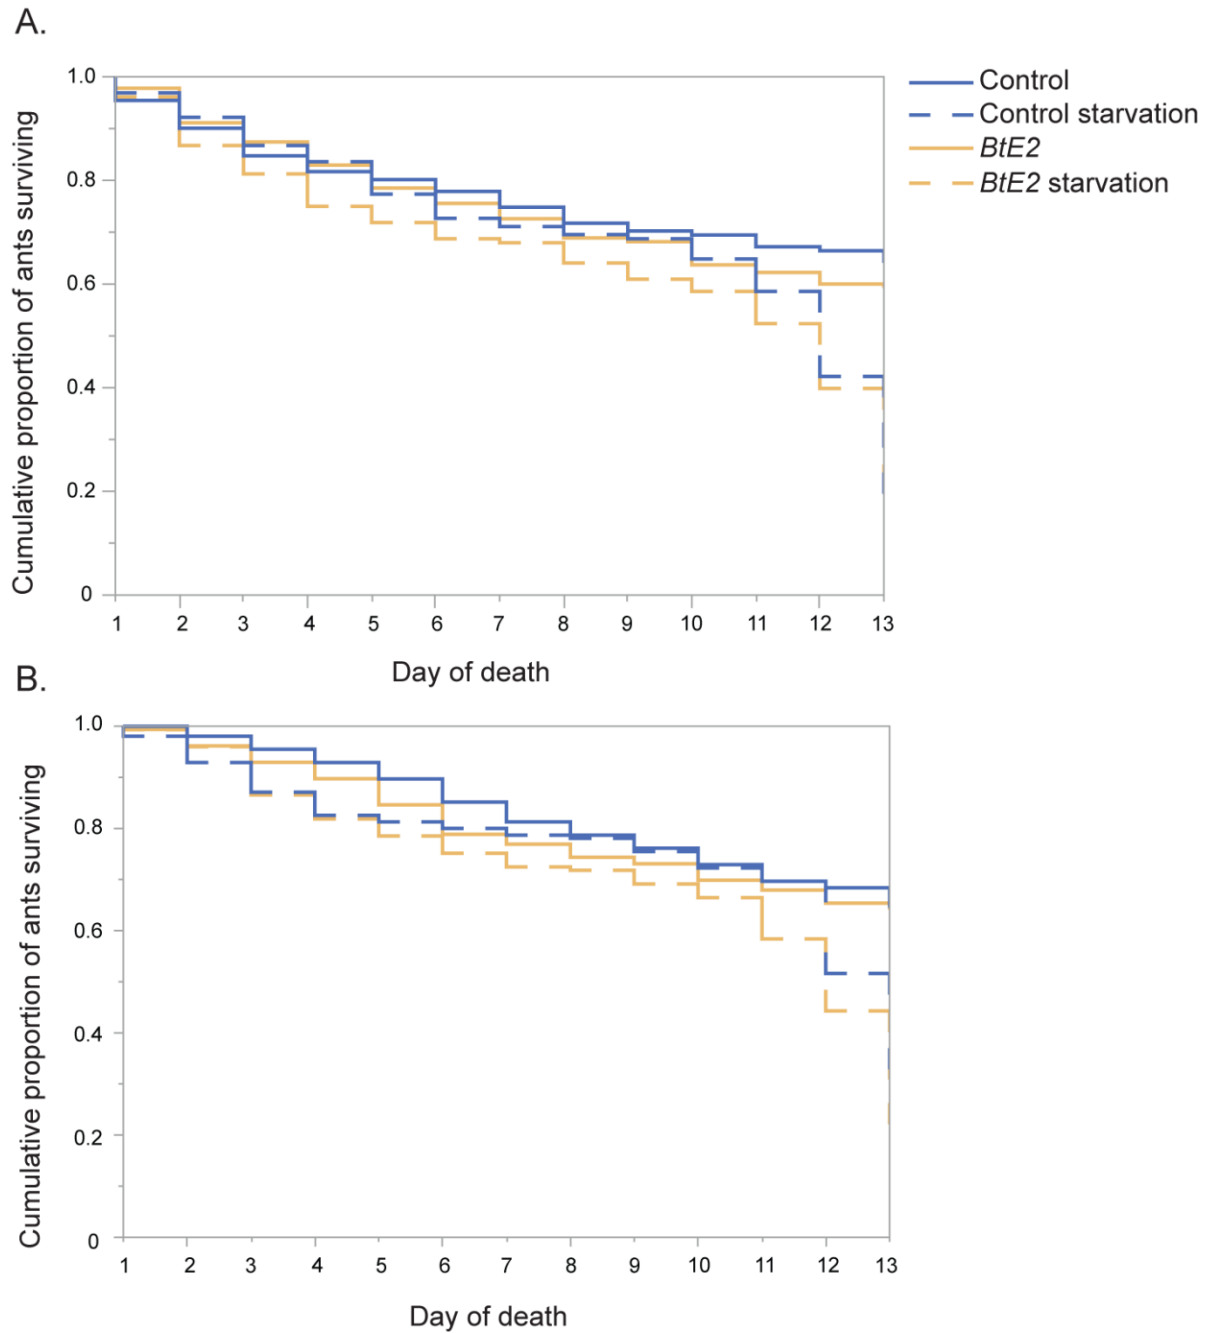 A.
Cumulative proportion of ants surviving
1.0
0.8
0.6
0.4
0.2
0
1 2 3 4 5 6 7 8 9 10 11 12 13
Day of death
Control
Control starvation
BtE2
BtE2 starvation
B.
Cumulative proportion of ants surviving
1.0
0.8
0.6
0.4
0.2
0
1 2 3 4 5 6 7 8 9 10 11 12 13
Day of death